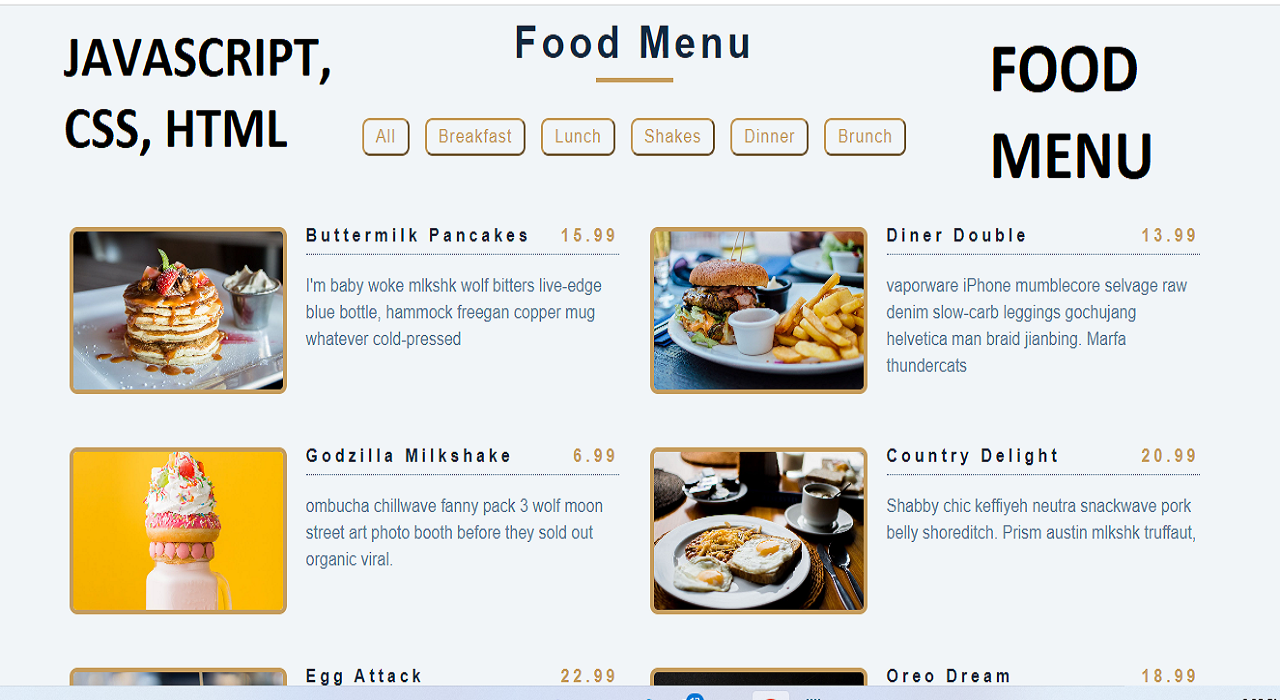 JAVASCRIPT,
CSS, HTML
Food Menu
FOOD
MENU
All Breakfast Lunch Shakes Dinner Brunch
Buttermilk Pancakes 15.99
I'm baby woke mlkshk wolf bitters live-edge
blue bottle, hammock freegan copper mug
whatever cold-pressed
Diner Double 13.99
vaporware iPhone mumblecore selvage raw
denim slow-carb leggings gochujang
helvetica man braid jianbing. Marfa
thundercats
Godzilla Milkshake 6.99
ombucha chillwave fanny pack 3 wolf moon
street art photo booth before they sold out
organic viral.
Country Delight 20.99
Shabby chic keffiyeh neutra snackwave pork
belly shoreditch. Prism austin mlkshk truffaut,
Egg Attack 22.99
Oreo Dream 18.99